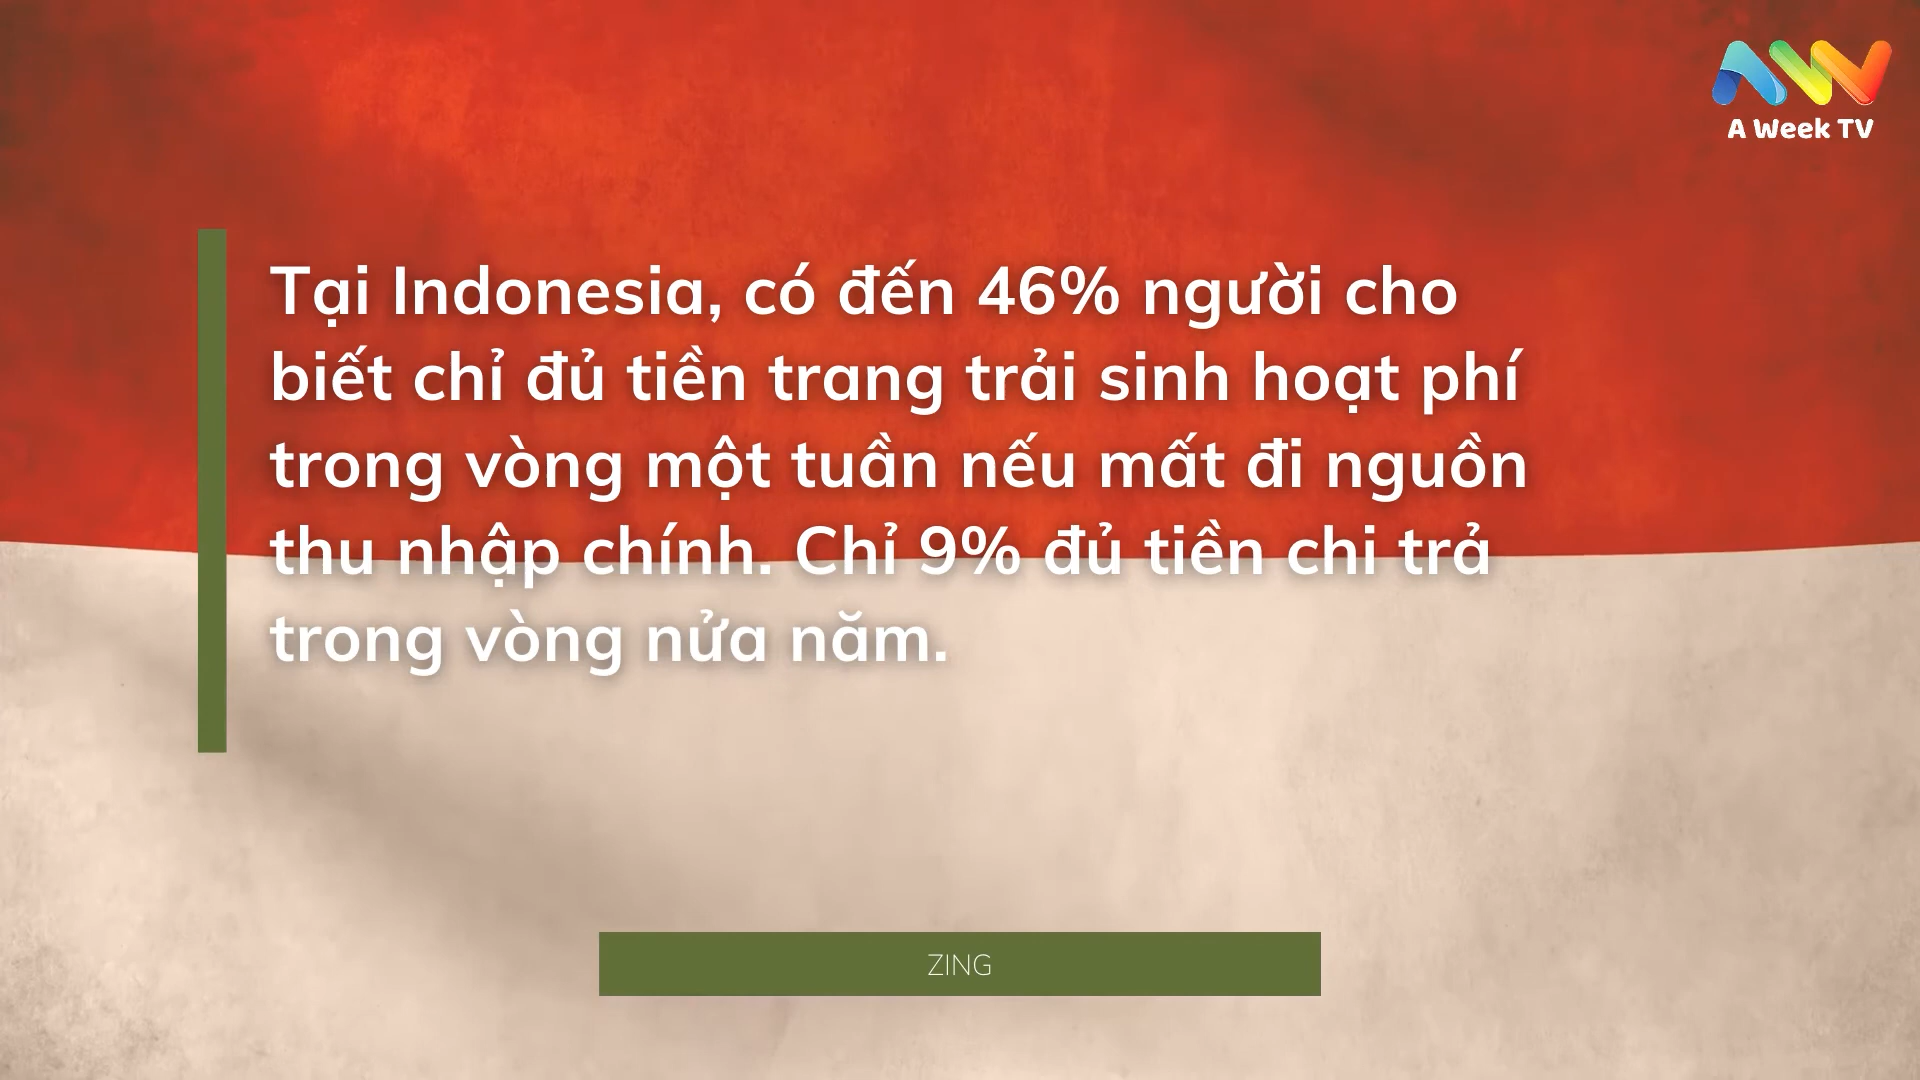 A Week TV
Tại Indonesia, có đến 46% người cho
biết chỉ đủ tiền trang trải sinh hoạt phí
trong vòng một tuần nếu mất đi nguồn
thu nhập chính. Chỉ 9% đủ tiền chi trả
trong vòng nửa năm.
ZING